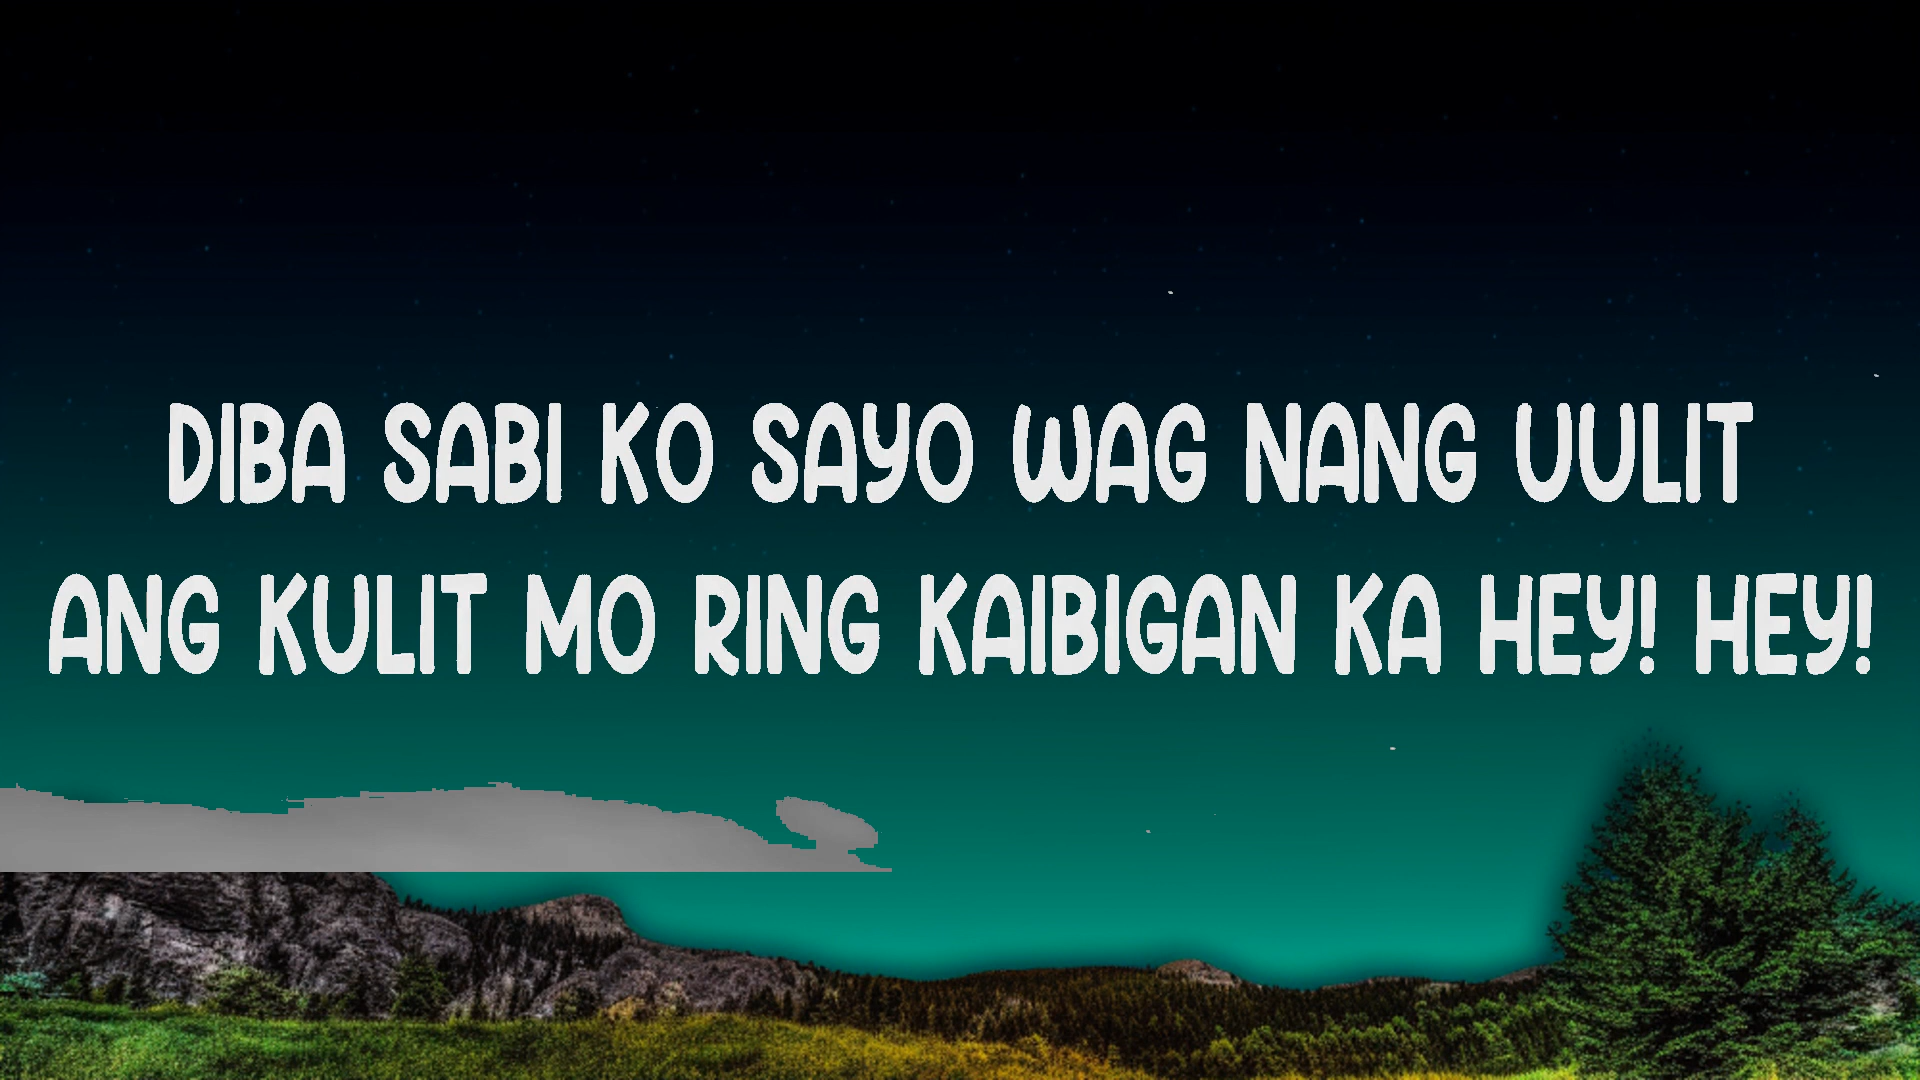 DIBA SABI KO SAYO WAG NANG UULIT
ANG KULIT MO RING KAIBIGAN KA HEY! HEY!